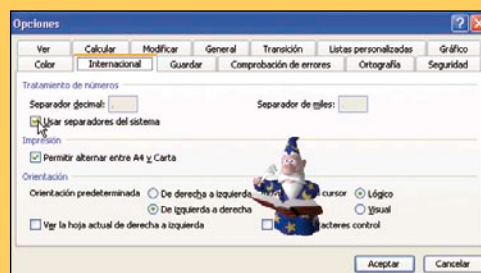 Opciones
Ver Calcular Modificar General Transición Listas personalizadas Gráfico
Color Internacional Guardar Comprobación de errores Ortografía Seguridad
Tratamiento de números
Separador decimal: Separador de miles:
Usar separadores del sistema
Impresión
Permitir alternar entre A4 y Carta
Orientación
Orientación predeterminada De derecha a izquierda cursor Lógico
De izquierda a derecha Visual
Ver la hoja actual de derecha a izquierda control
Aceptar Cancelar